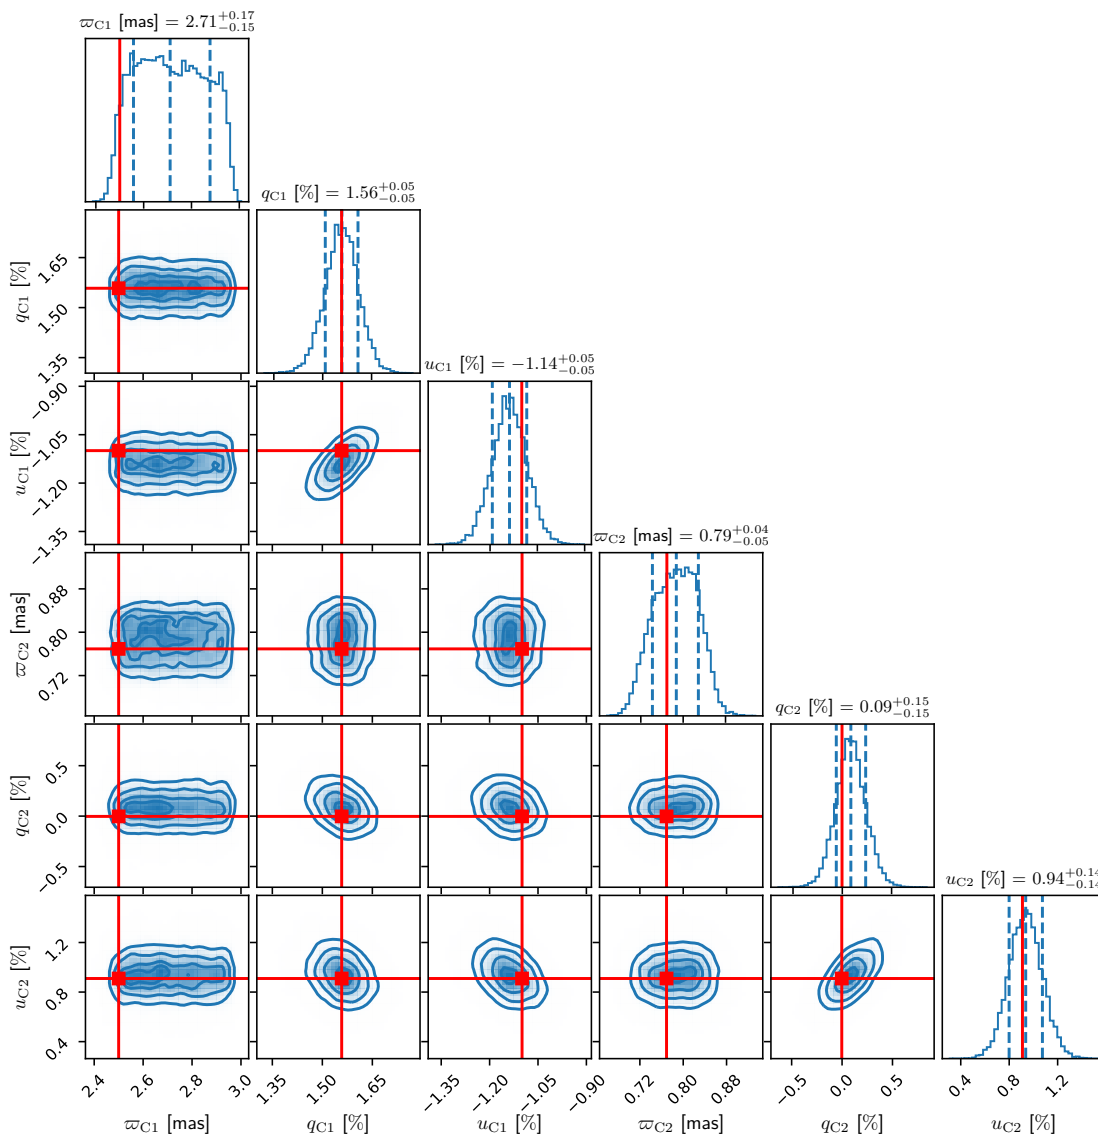 ϖC1 [mas] = 2.71+0.17−0.15
qC1 [%] = 1.56+0.05−0.05
qC1 [%]
1.65
1.50
1.35
uC1 [%] = −1.14+0.05−0.05
uC1 [%]
−0.90
−1.05
−1.20
−1.35
ϖC2 [mas] = 0.79+0.04−0.05
ϖC2 [mas]
0.88
0.80
0.72
qC2 [%] = 0.09+0.15−0.15
qC2 [%]
0.5
0.0
−0.5
uC2 [%] = 0.94+0.14−0.14
uC2 [%]
1.2
0.8
0.4
2.4 2.6 2.8 3.0 1.35 1.50 1.65 −1.35 −1.20 −1.05 −0.90 0.72 0.80 0.88 −0.5 0.0 0.5 0.4 0.8 1.2
ϖC1 [mas] qC1 [%] uC1 [%] ϖC2 [mas] qC2 [%] uC2 [%]